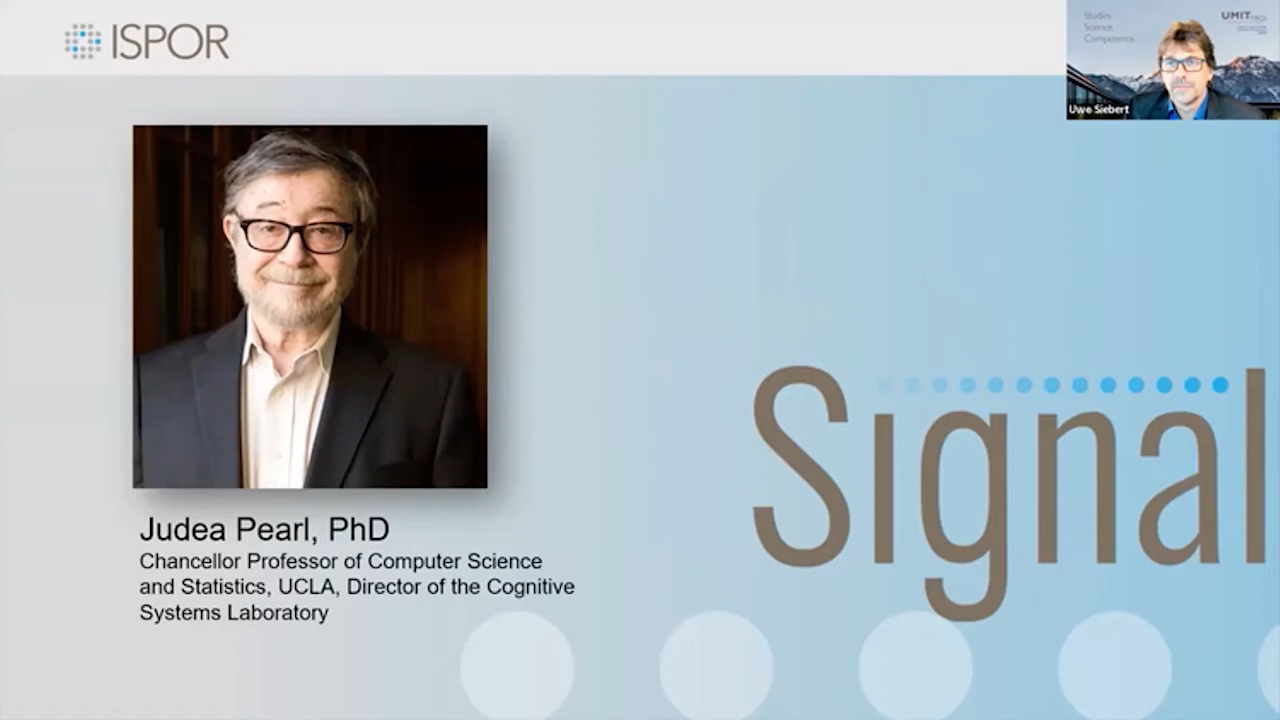 ISPOR
Studies.
Science.
Competence.
UMIT
Uwe Siebert
Signal
Judea Pearl, PhD
Chancellor Professor of Computer Science
and Statistics, UCLA, Director of the Cognitive
Systems Laboratory